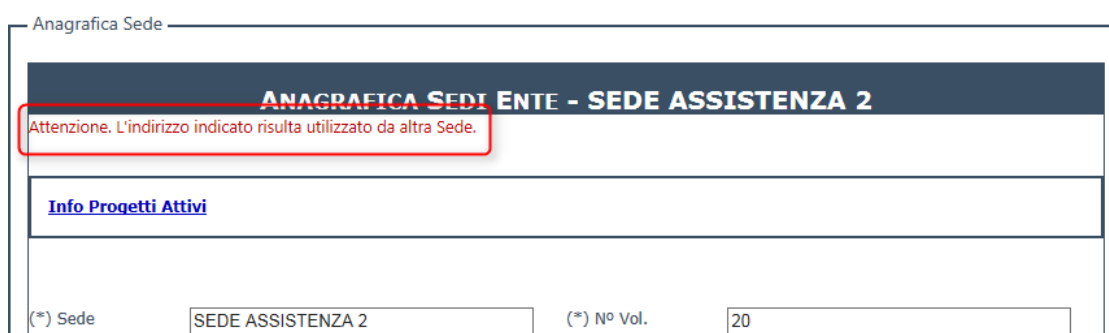 Anagrafica Sede
ANAGRAFICA SEDI ENTE - SEDE ASSISTENZA 2
Attenzione. L'indirizzo indicato risulta utilizzato da altra Sede.
Info Progetti Attivi
(*) Sede SEDE ASSISTENZA 2 (*) Nº Vol. 20